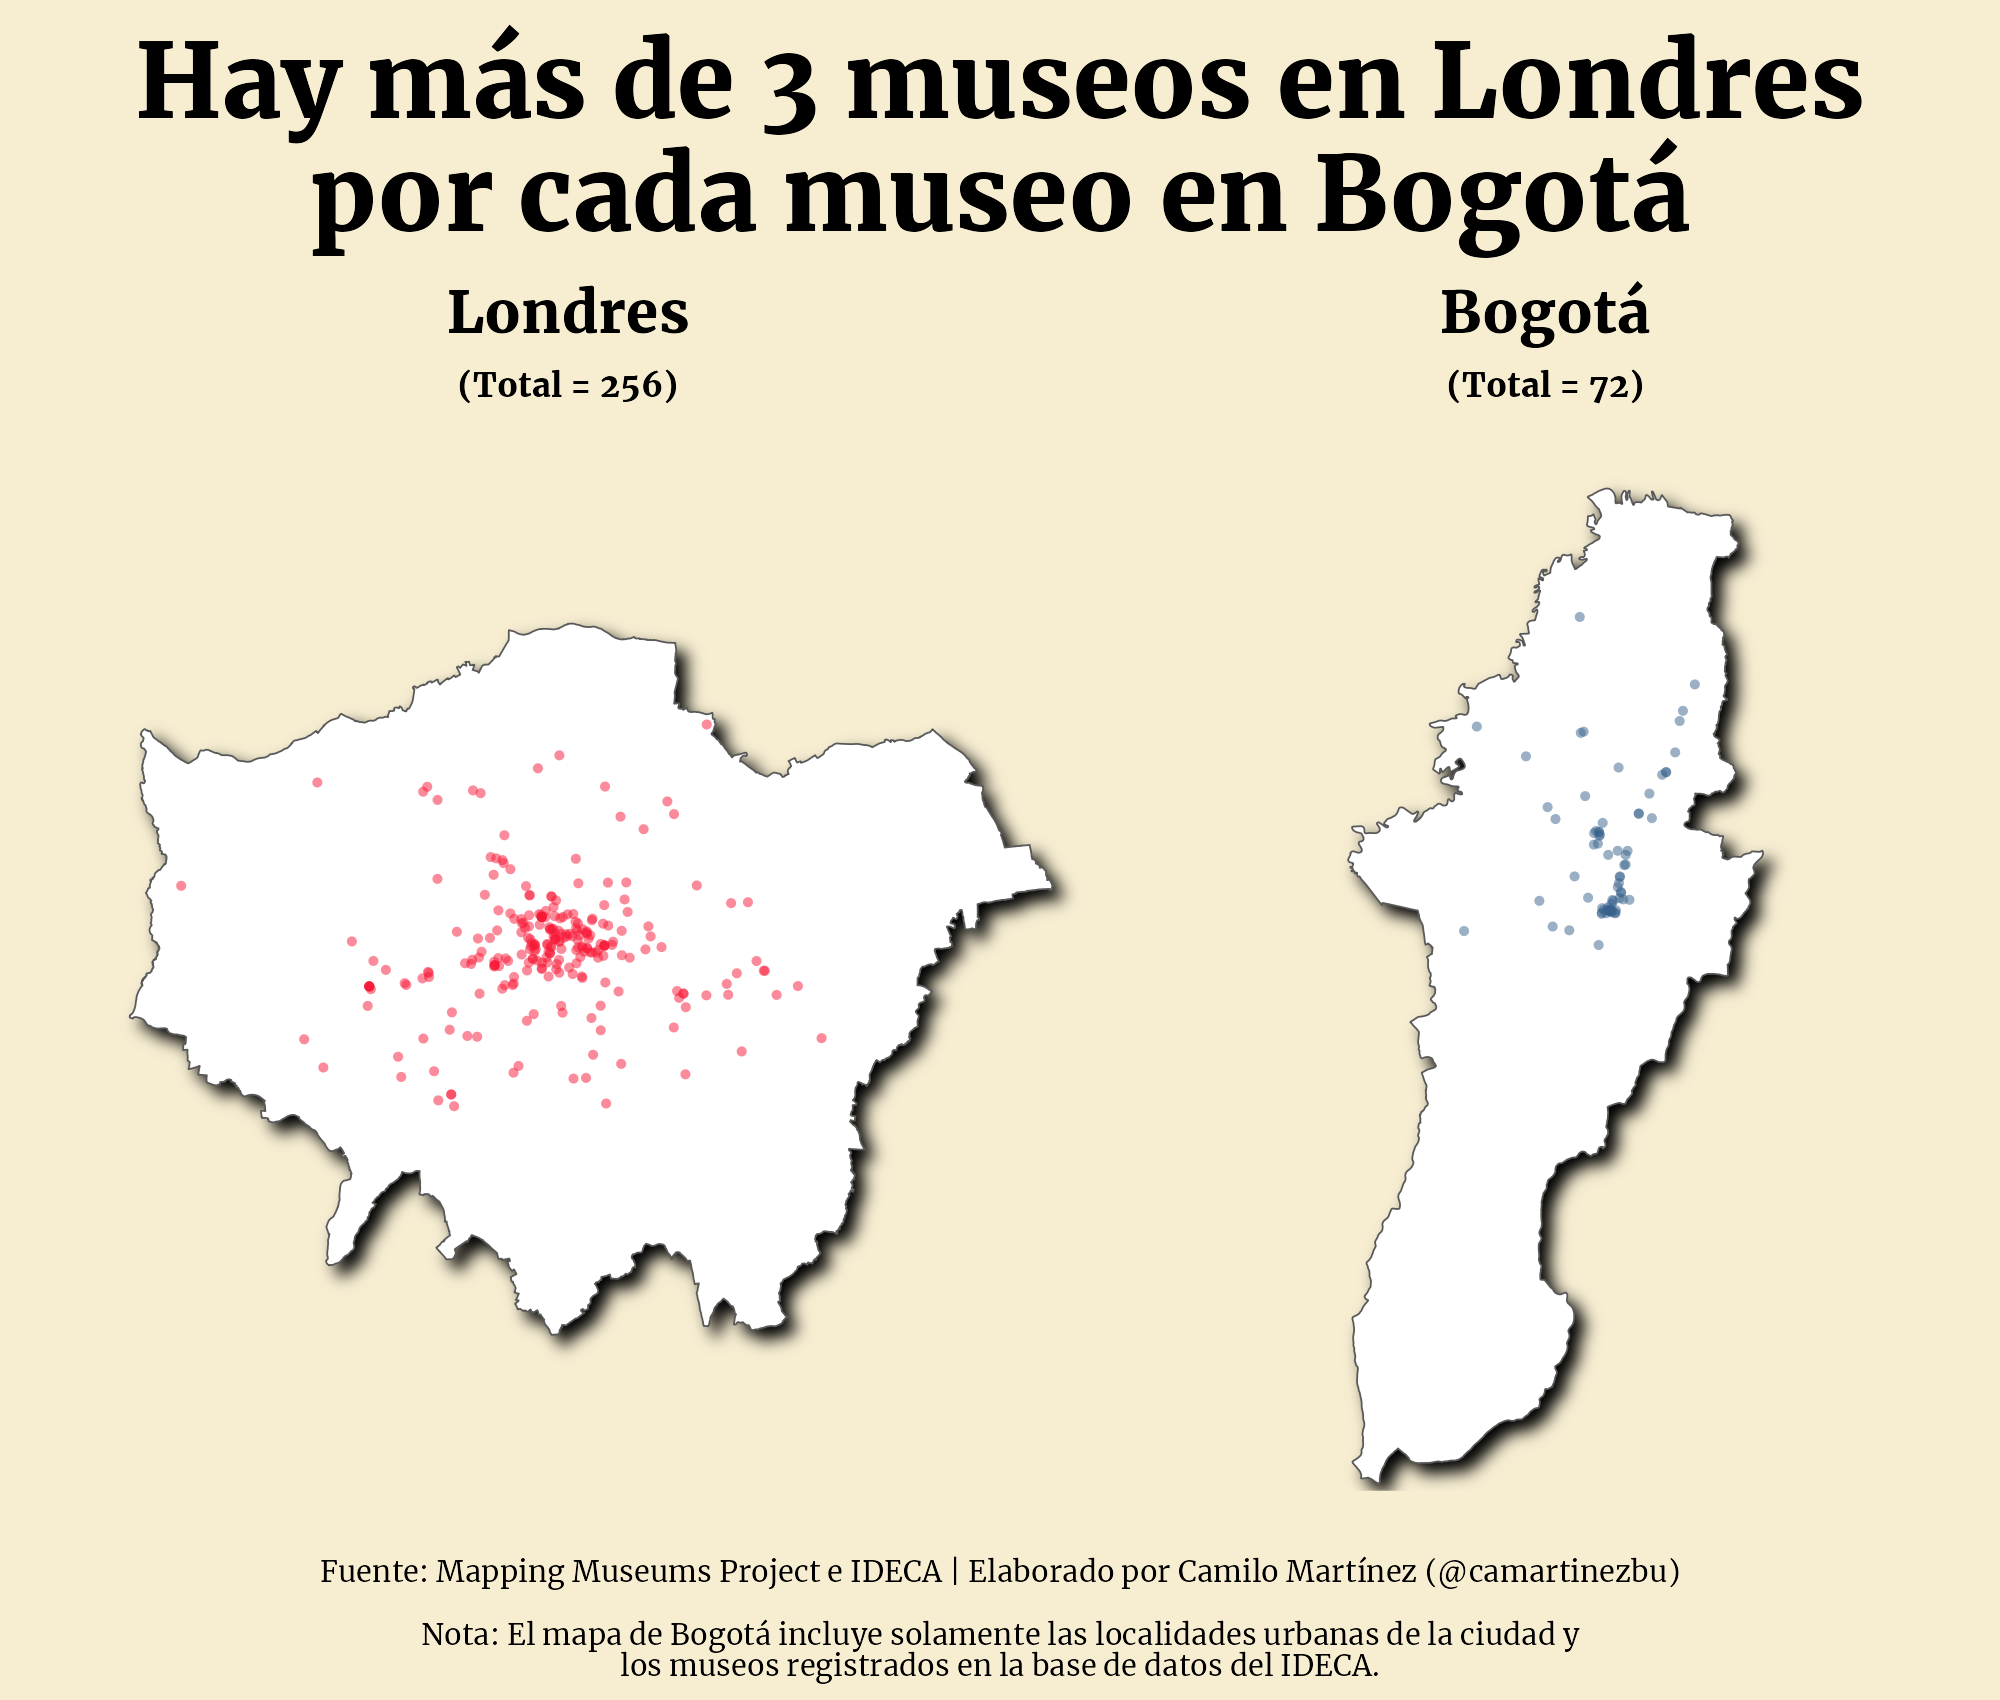 Hay más de 3 museos en Londres
por cada museo en Bogotá
Londres
(Total = 256)
Bogotá
(Total = 72)
Fuente: Mapping Museums Project e IDECA | Elaborado por Camilo Martínez (@camartinezbu)
Nota: El mapa de Bogotá incluye solamente las localidades urbanas de la ciudad y
los museos registrados en la base de datos del IDECA.